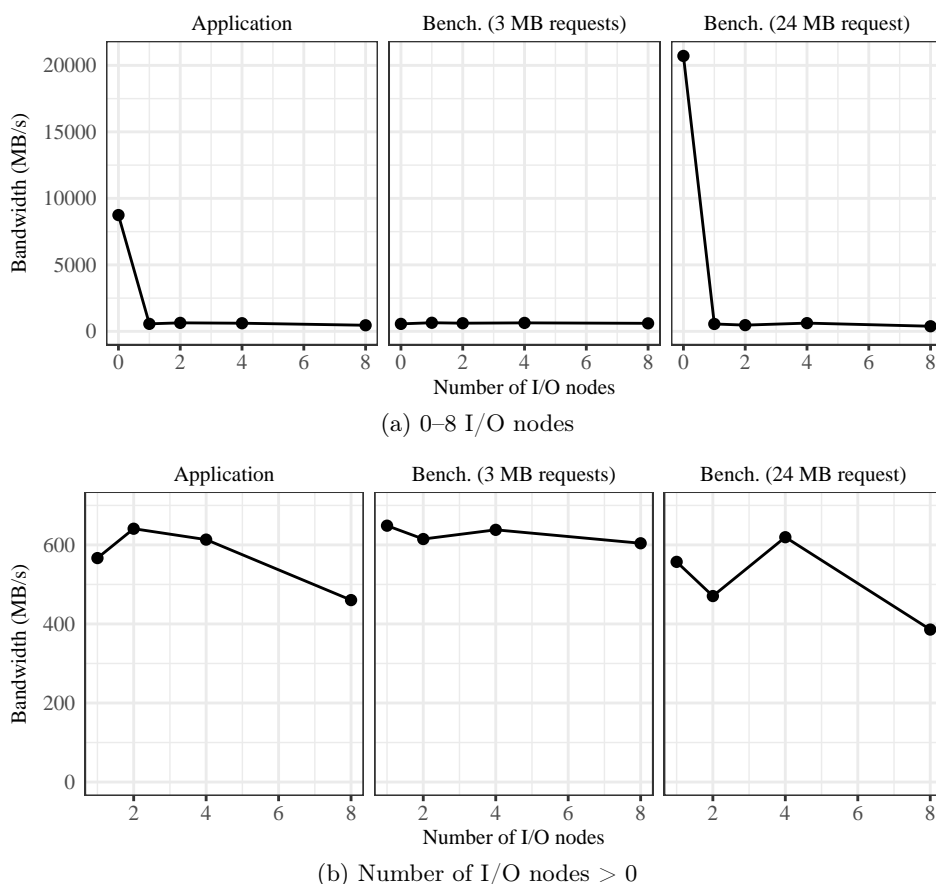 Application Bench. (3 MB requests) Bench. (24 MB request)
20000
15000
10000
5000
0
Bandwidth (MB/s)
0 2 4 6 8 0 2 4 6 8 0 2 4 6 8
Number of I/O nodes
(a) 0–8 I/O nodes
Application Bench. (3 MB requests) Bench. (24 MB request)
600
400
200
0
Bandwidth (MB/s)
2 4 6 8 2 4 6 8 2 4 6 8
Number of I/O nodes
(b) Number of I/O nodes > 0